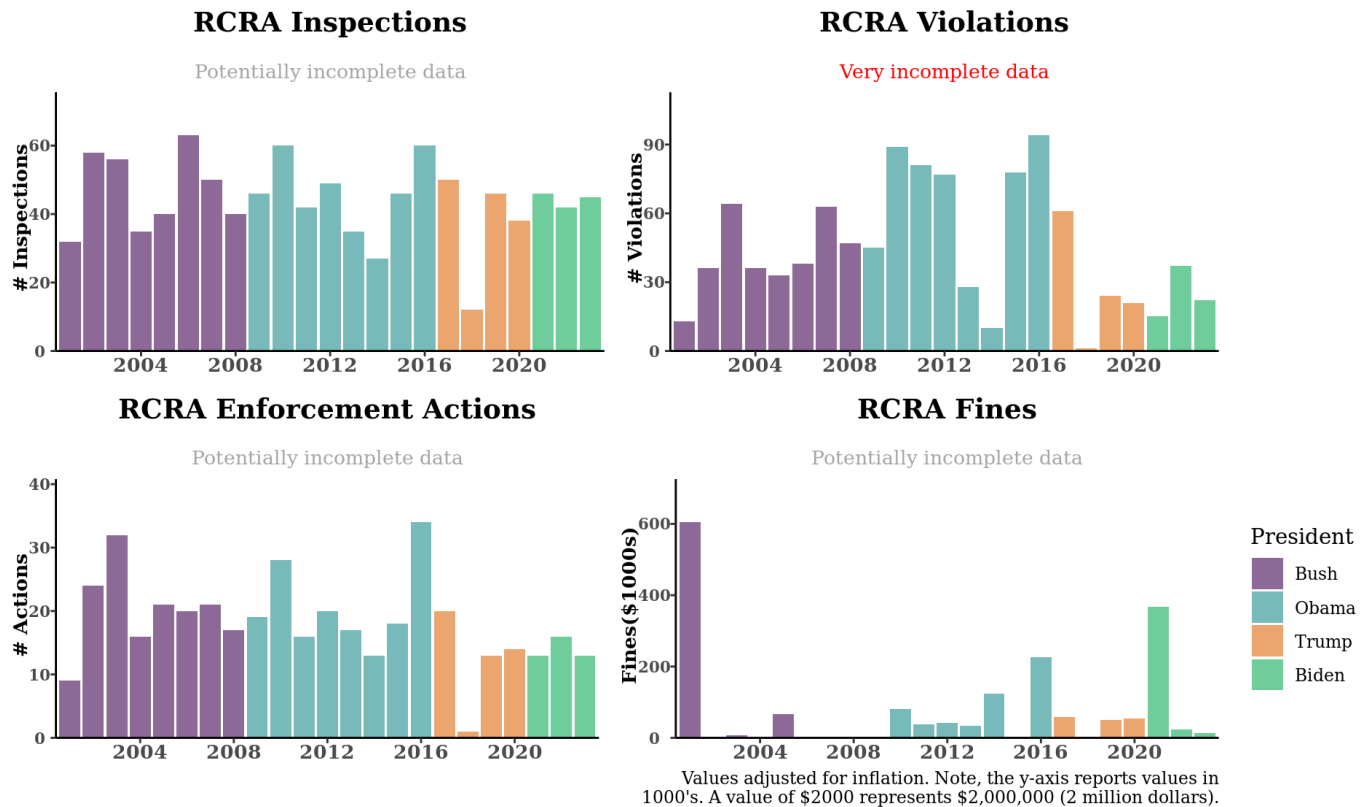 RCRA Inspections
Potentially incomplete data
# Inspections
60
40
20
0
2004 2008 2012 2016 2020
RCRA Violations
Very incomplete data
# Violations
90
60
30
0
2004 2008 2012 2016 2020
RCRA Enforcement Actions
Potentially incomplete data
# Actions
40
30
20
10
0
2004 2008 2012 2016 2020
RCRA Fines
Potentially incomplete data
Fines($1000s)
600
400
200
0
2004 2008 2012 2016 2020
President
Bush
Obama
Trump
Biden
Values adjusted for inflation. Note, the y-axis reports values in
1000's. A value of $2000 represents $2,000,000 (2 million dollars).